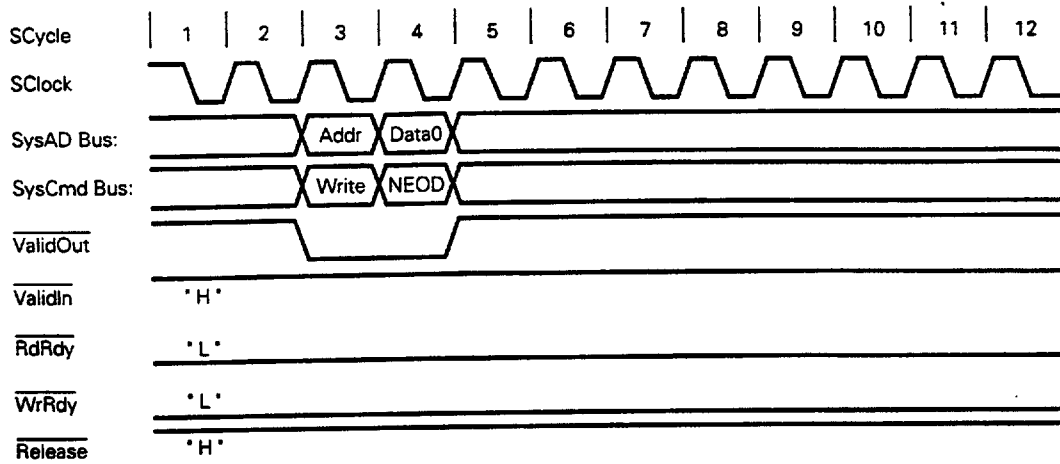 SCycle 1 2 3 4 5 6 7 8 9 10 11 12
SClock
SysAD Bus: Addr Data0
SysCmd Bus: Write NEOD
ValidOut
ValidIn "H"
RdRdy "L"
WrRdy "L"
Release "H"